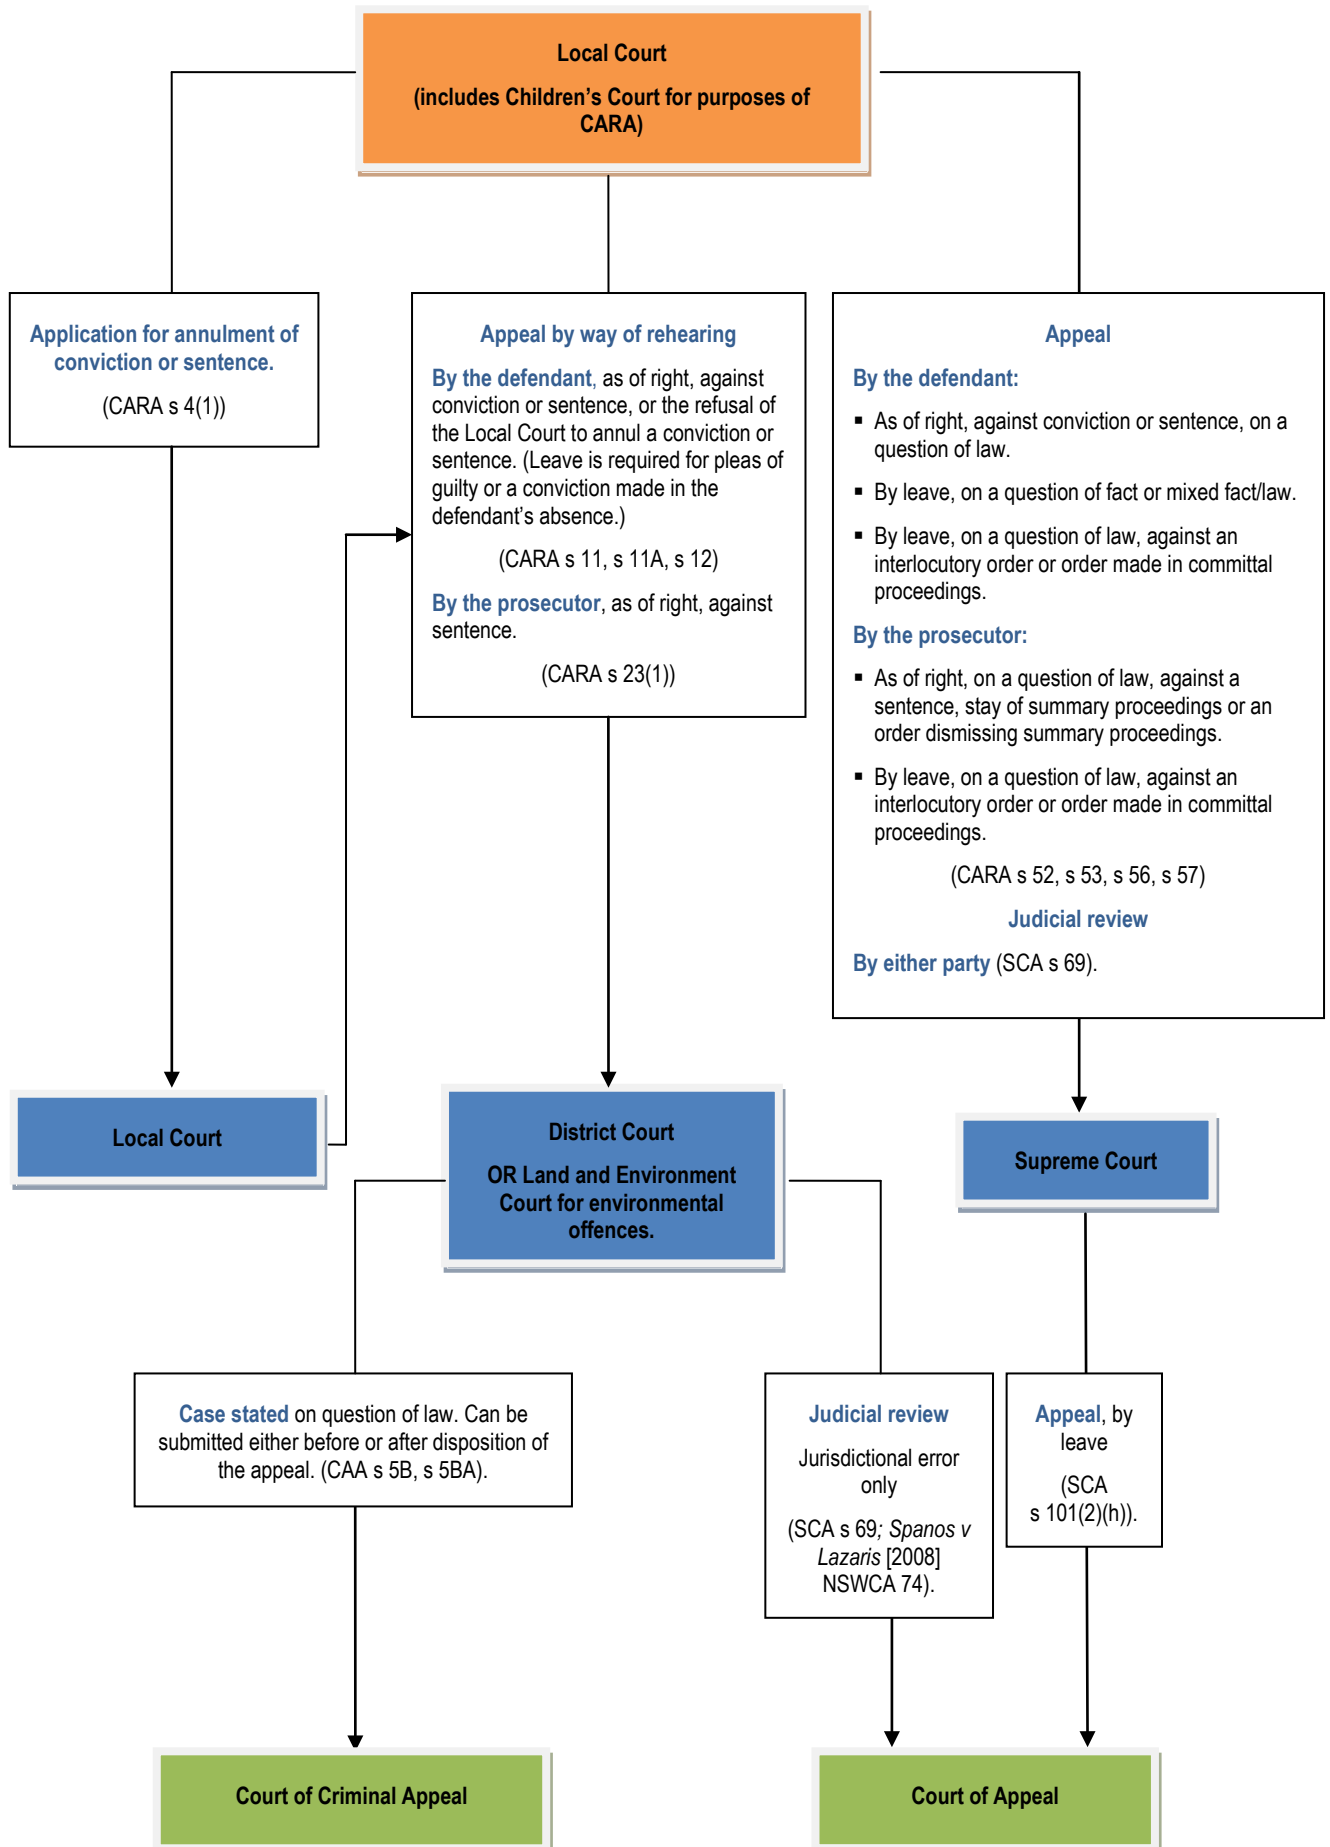 Local Court
(includes Children’s Court for purposes of
CARA)
Application for annulment of
conviction or sentence.
(CARA s 4(1))
Appeal by way of rehearing
By the defendant, as of right, against
conviction or sentence, or the refusal of
the Local Court to annul a conviction or
sentence. (Leave is required for pleas of
guilty or a conviction made in the
defendant’s absence.)
(CARA s 11, s 11A, s 12)
By the prosecutor, as of right, against
sentence.
(CARA s 23(1))
Appeal
By the defendant:
▪ As of right, against conviction or sentence, on a
question of law.
▪ By leave, on a question of fact or mixed fact/law.
▪ By leave, on a question of law, against an
interlocutory order or order made in committal
proceedings.
By the prosecutor:
▪ As of right, on a question of law, against a
sentence, stay of summary proceedings or an
order dismissing summary proceedings.
▪ By leave, on a question of law, against an
interlocutory order or order made in committal
proceedings.
(CARA s 52, s 53, s 56, s 57)
Judicial review
By either party (SCA s 69).
Local Court
District Court
OR Land and Environment
Court for environmental
offences.
Supreme Court
Case stated on question of law. Can be
submitted either before or after disposition of
the appeal. (CAA s 5B, s 5BA).
Judicial review
Jurisdictional error
only
(SCA s 69; Spanos v
Lazaris [2008]
NSWCA 74).
Appeal, by
leave
(SCA
s 101(2)(h)).
Court of Criminal Appeal
Court of Appeal